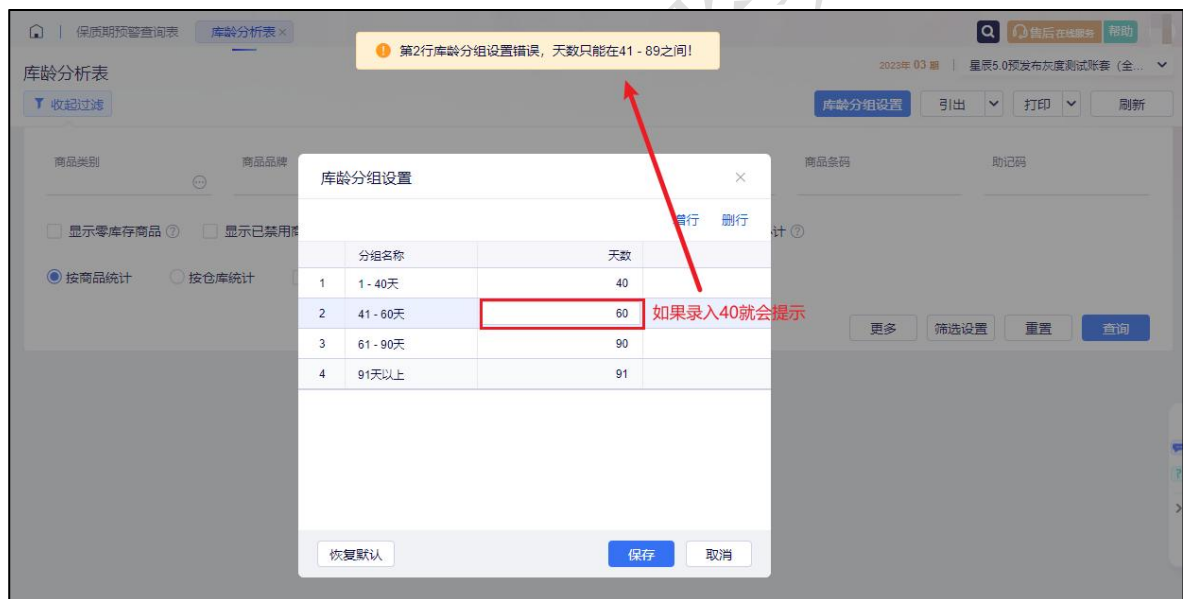 保质期预警查询表 库龄分析表 ×
售后在线服务 帮助
第2行库龄分组设置错误，天数只能在41 - 89之间!
库龄分析表
2023年 03 期 星辰5.0预发布灰度测试账套（全...
收起过滤
库龄分组设置 引出 打印 刷新
商品类别 商品品牌 商品条码 助记码
库龄分组设置 ×
增行 删行
显示零库存商品 显示已禁用商 计
分组名称 天数
按商品统计 按仓库统计
1 1 - 40天 40
2 41 - 60天 60 如果录入40就会提示
3 61 - 90天 90
更多 筛选设置 重置 查询
4 91天以上 91
恢复默认 保存 取消